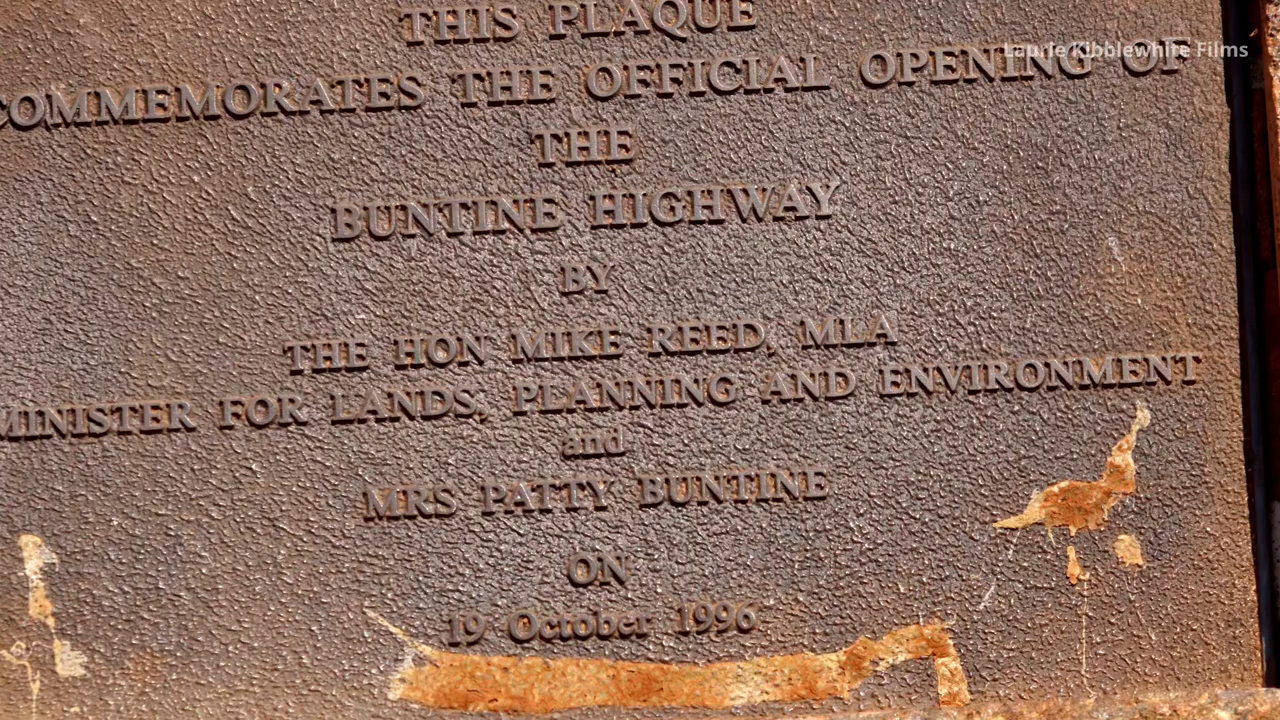 THIS PLAQUE
Laurie Kibblewhite Films
COMMEMORATES THE OFFICIAL OPENING OF
THE
BUNTINE HIGHWAY
BY
THE HON MIKE REED, MLA
MINISTER FOR LANDS, PLANNING AND ENVIRONMENT
and
MRS PATTY BUNTINE
ON
19 October 1996